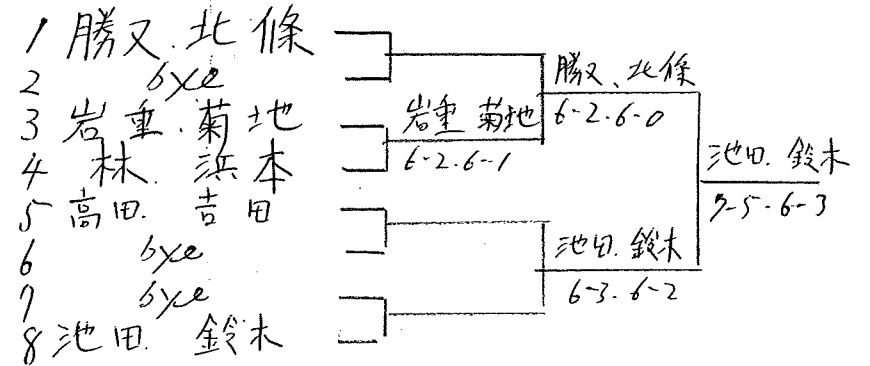 1 勝又.北條
2 bye
3 岩重.菊地
4 林.浜本
5 高田.吉田
6 bye
7 bye
8 池田.鈴木
岩重 菊地
6-2.6-1
勝又、北條
6-2.6-0
池田.鈴木
6-3.6-2
池田.鈴木
7-5.6-3